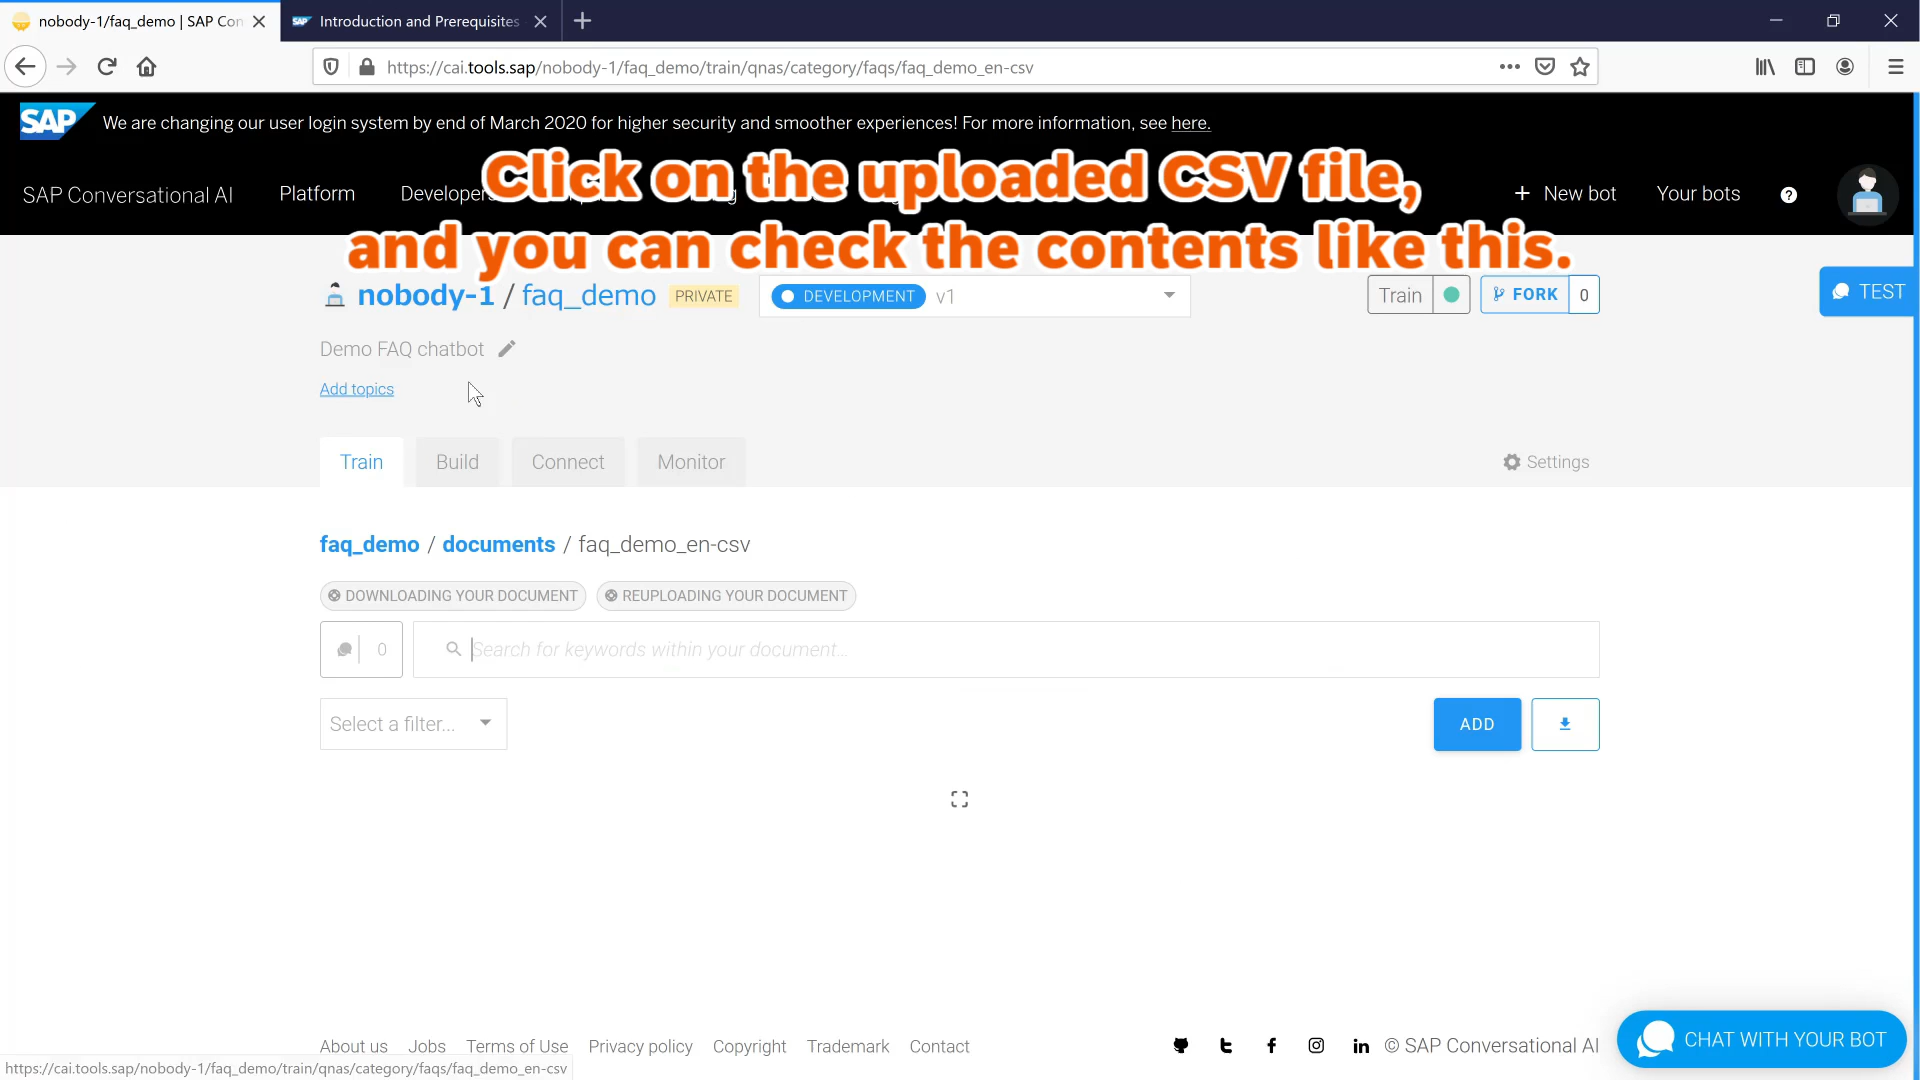 nobody-1/faq_demo | SAP Con
SAP Introduction and Prerequisites
https://cai.tools.sap/nobody-1/faq_demo/train/qnas/category/faqs/faq_demo_en-csv
SAP We are changing our user login system by end of March 2020 for higher security and smoother experiences! For more information, see here.
Click on the uploaded CSV file,
SAP Conversational AI Platform Developers + New bot Your bots ?
and you can check the contents like this.
nobody-1 / faq_demo PRIVATE DEVELOPMENT v1 Train FORK 0 TEST
Demo FAQ chatbot
Add topics
Train Build Connect Monitor Settings
faq_demo / documents / faq_demo_en-csv
DOWNLOADING YOUR DOCUMENT REUPLOADING YOUR DOCUMENT
0 Search for keywords within your document...
Select a filter... ADD
About us Jobs Terms of Use Privacy policy Copyright Trademark Contact © SAP Conversational AI CHAT WITH YOUR BOT
https://cai.tools.sap/nobody-1/faq_demo/train/qnas/category/faqs/faq_demo_en-csv